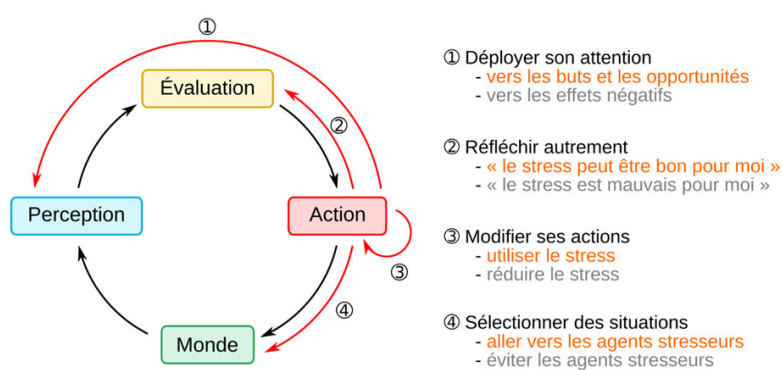 ①
Évaluation
②
Perception
Action
③
④
Monde
① Déployer son attention
- vers les buts et les opportunités
- vers les effets négatifs
② Réfléchir autrement
- « le stress peut être bon pour moi »
- « le stress est mauvais pour moi »
③ Modifier ses actions
- utiliser le stress
- réduire le stress
④ Sélectionner des situations
- aller vers les agents stresseurs
- éviter les agents stresseurs